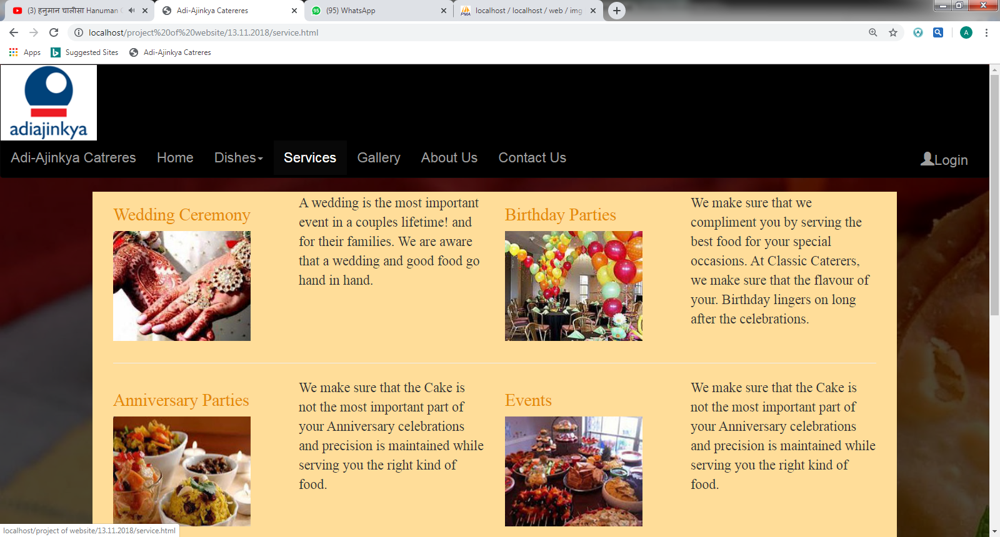 (3) हनुमान चालीसा Hanuman
Adi-Ajinkya Catereres
(95) WhatsApp
localhost / localhost / web / img
localhost/project%20of%20website/13.11.2018/service.html
A
Apps
Suggested Sites
Adi-Ajinkya Catreres
adiajinkya
Adi-Ajinkya Catreres
Home
Dishes
Services
Gallery
About Us
Contact Us
Login
Wedding Ceremony
A wedding is the most important
event in a couples lifetime! and
for their families. We are aware
that a wedding and good food go
hand in hand.
Birthday Parties
We make sure that we
compliment you by serving the
best food for your special
occasions. At Classic Caterers,
we make sure that the flavour of
your. Birthday lingers on long
after the celebrations.
Anniversary Parties
We make sure that the Cake is
not the most important part of
your Anniversary celebrations
and precision is maintained while
serving you the right kind of
food.
Events
We make sure that the Cake is
not the most important part of
your Anniversary celebrations
and precision is maintained while
serving you the right kind of
food.
localhost/project of website/13.11.2018/service.html